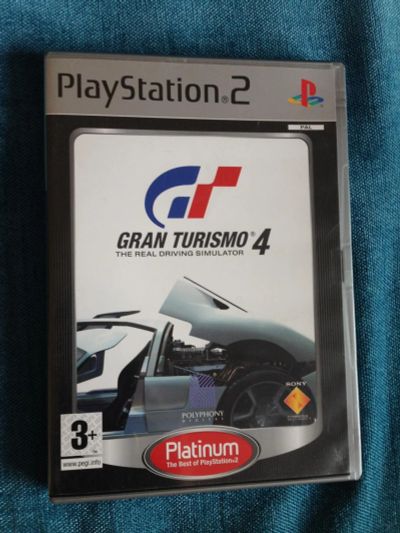 PlayStation®2
PAL
GT
GRAN TURISMO® 4
THE REAL DRIVING SIMULATOR
POLYPHONY
DIGITAL
SONY
3+
www.pegi.info
Platinum
The Best of PlayStation®2